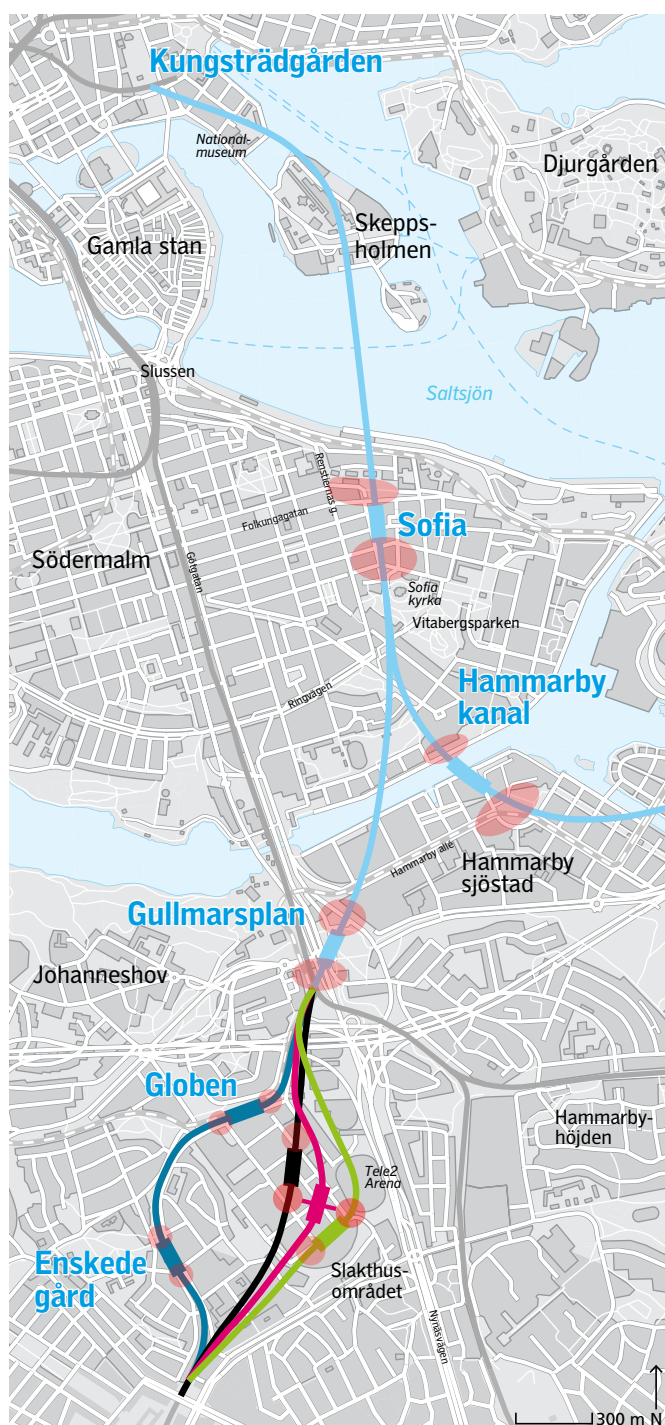 Kungsträdgården
National-
museum
Djurgården
Skepps-
holmen
Gamla stan
Slussen
Saltsjön
Renstiernas g.
Folkungagatan
Sofia
Södermalm
Götgatan
Sofia
kyrka
Vitabergsparken
Hammarby
kanal
Ringvägen
Hammarby allé
Hammarby
sjöstad
Gullmarsplan
Johanneshov
Globen
Hammarby-
höjden
Tele2
Arena
Enskede
gård
Slakthus-
området
Nynäsvägen
300 m N